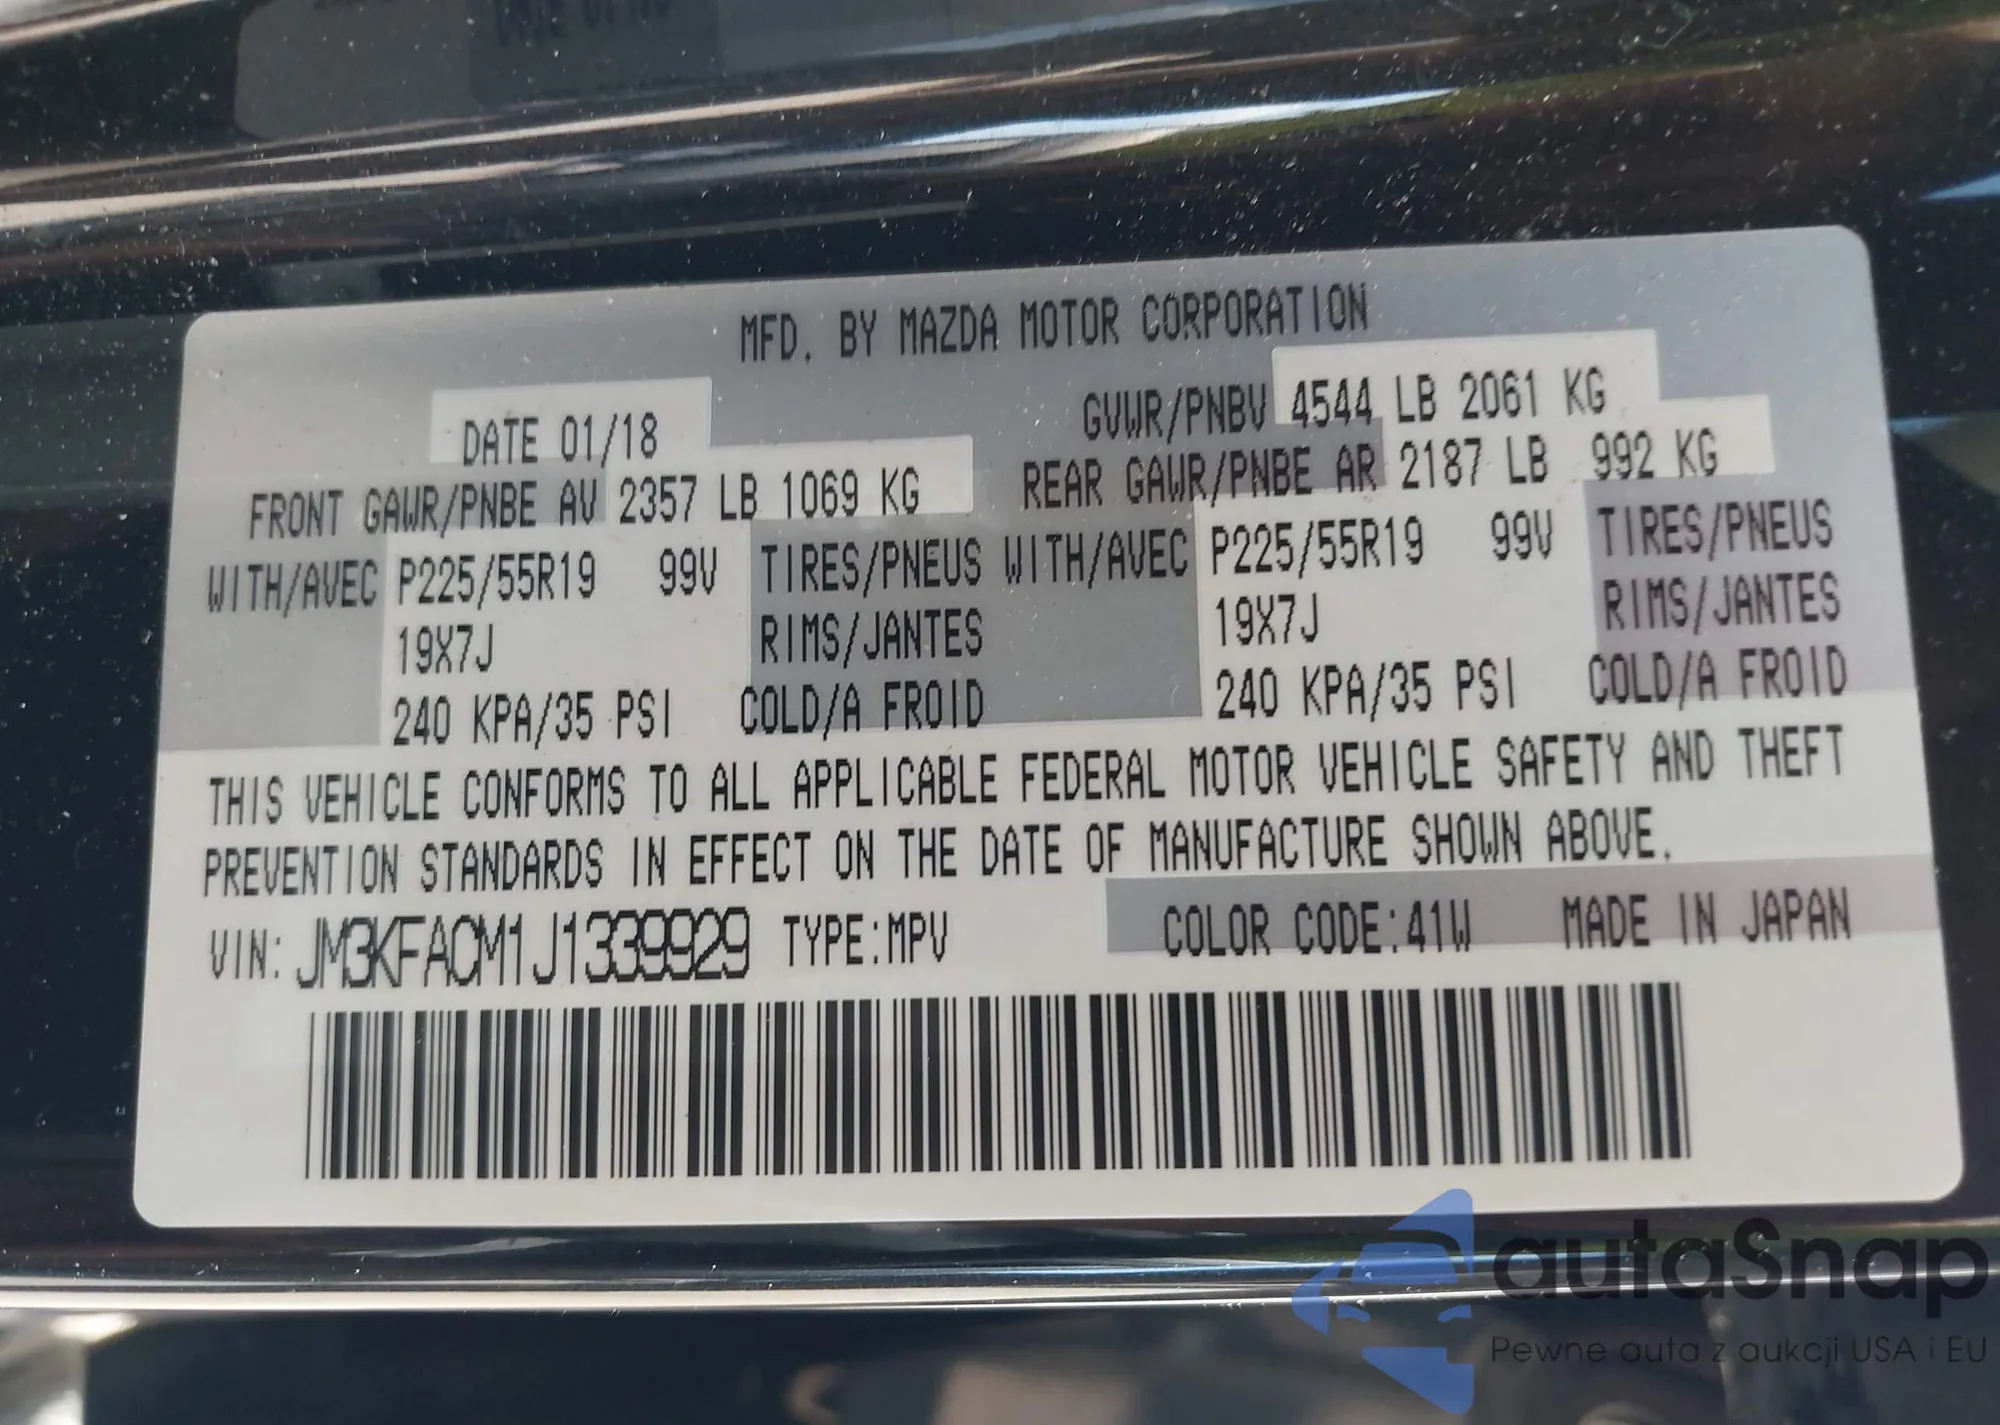 MFD. BY MAZDA MOTOR CORPORATION
DATE 01/18 GVWR/PNBV 4544 LB 2061 KG
FRONT GAWR/PNBE AV 2357 LB 1069 KG REAR GAWR/PNBE AR 2187 LB 992 KG
WITH/AVEC P225/55R19 99V TIRES/PNEUS WITH/AVEC P225/55R19 99V TIRES/PNEUS
19X7J RIMS/JANTES 19X7J RIMS/JANTES
240 KPA/35 PSI COLD/A FROID 240 KPA/35 PSI COLD/A FROID
THIS VEHICLE CONFORMS TO ALL APPLICABLE FEDERAL MOTOR VEHICLE SAFETY AND THEFT
PREVENTION STANDARDS IN EFFECT ON THE DATE OF MANUFACTURE SHOWN ABOVE.
VIN: JM3KFACM1J1339929 TYPE:MPV COLOR CODE:41W MADE IN JAPAN
autaSnap
Pewne auta z aukcji USA i EU